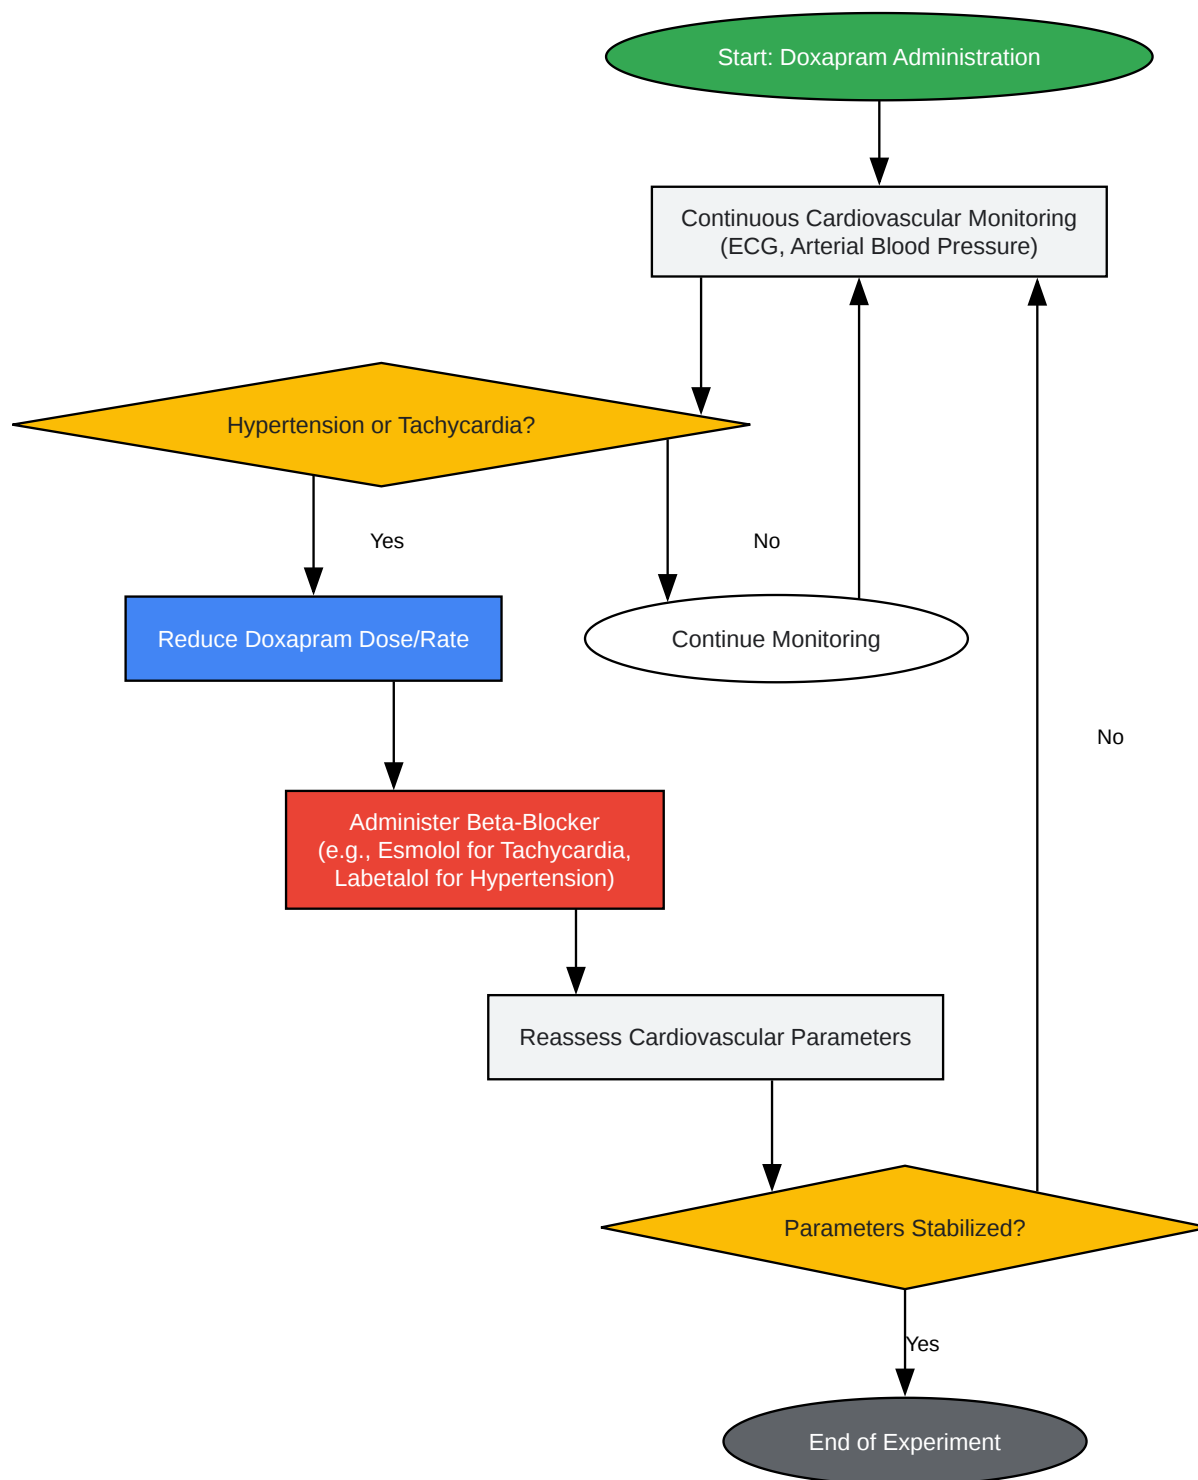 Start: Doxapram Administration
Continuous Cardiovascular Monitoring
(ECG, Arterial Blood Pressure)
Hypertension or Tachycardia?
Yes
No
Reduce Doxapram Dose/Rate
Continue Monitoring
No
Administer Beta-Blocker
(e.g., Esmolol for Tachycardia,
Labetalol for Hypertension)
Reassess Cardiovascular Parameters
Parameters Stabilized?
Yes
End of Experiment